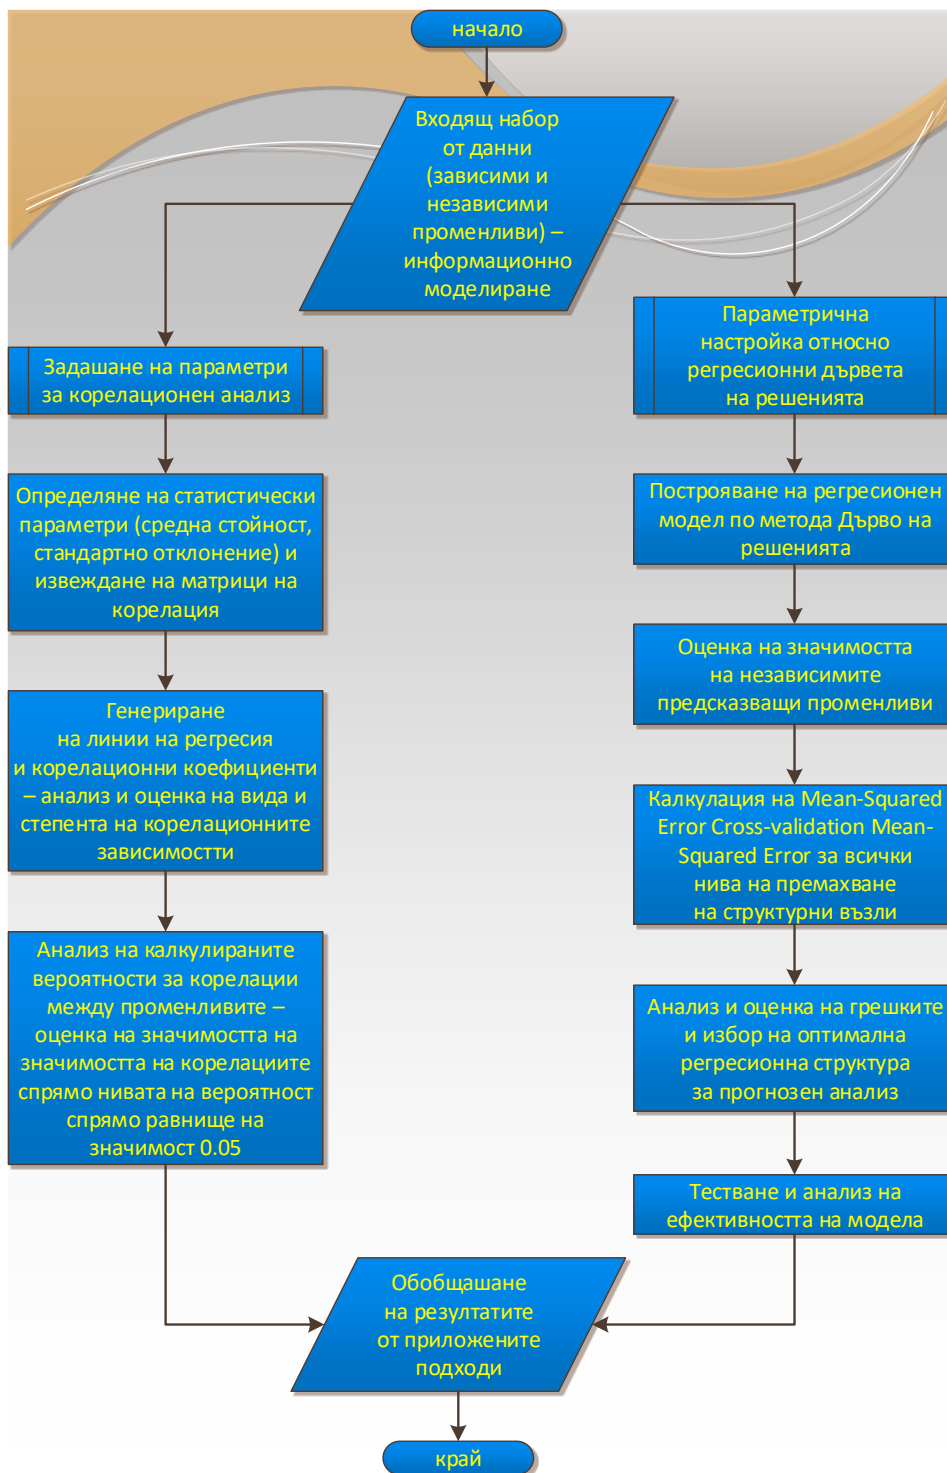 начало
Входящ набор
от данни
(зависими и
независими
променливи) –
информационно
моделиране
Задашане на параметри
за корелационен анализ
Определяне на статистически
параметри (средна стойност,
стандартно отклонение) и
извеждане на матрици на
корелация
Генериране
на линии на регресия
и корелационни коефициенти
– анализ и оценка на вида и
степента на корелационните
зависимостти
Анализ на калкулираните
вероятности за корелации
между променливите –
оценка на значимостта на
значимостта на корелациите
спрямо нивата на вероятност
спрямо равнище на
значимост 0.05
Параметрична
настройка относно
регресионни дървета
на решенията
Построяване на регресионен
модел по метода Дърво на
решенията
Оценка на значимостта
на независимите
предсказващи променливи
Калкулация на Mean-Squared
Error Cross-validation Mean-
Squared Error за всички
нива на премахване
на структурни възли
Анализ и оценка на грешките
и избор на оптимална
регресионна структура
за прогнозен анализ
Тестване и анализ на
ефективността на модела
Обобщашане
на резултатите
от приложените
подходи
край